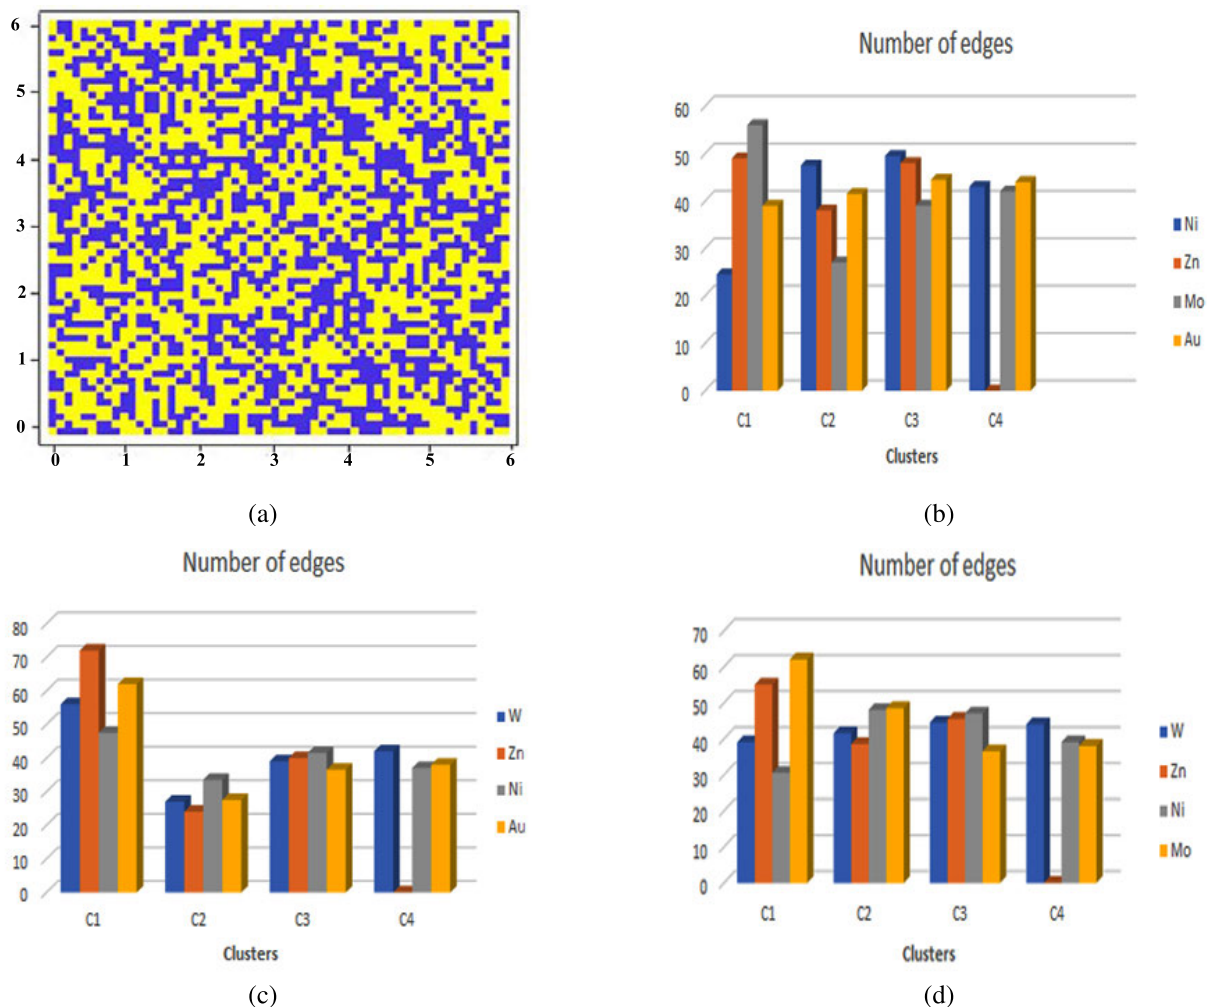 6
5
4
3
2
1
0
0 1 2 3 4 5 6
(a)
Number of edges
60
50
40
30
20
10
0
C1 C2 C3 C4
Clusters
Ni
Zn
Mo
Au
(b)
Number of edges
80
70
60
50
40
30
20
10
0
C1 C2 C3 C4
Clusters
W
Zn
Ni
Au
(c)
Number of edges
70
60
50
40
30
20
10
0
C1 C2 C3 C4
Clusters
W
Zn
Ni
Mo
(d)